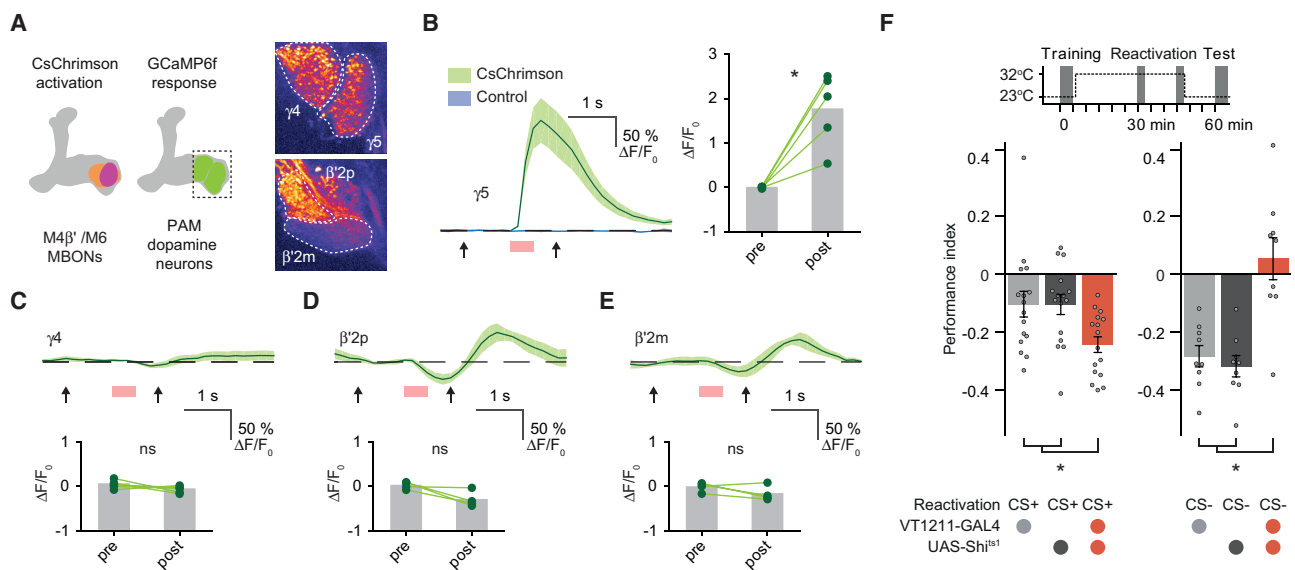 A
CsChrimson
activation
GCaMP6f
response
M4β' /M6
MBONs
PAM
dopamine
neurons
γ4
γ5
β'2p
β'2m
B
CsChrimson
Control
1 s
50 %
ΔF/F0
γ5
ΔF/F0
3
2
1
0
-1
*
pre
post
C
γ4
1 s
50 %
ΔF/F0
ΔF/F0
1
0
-1
ns
pre
post
D
β'2p
1 s
50 %
ΔF/F0
ΔF/F0
1
0
-1
ns
pre
post
E
β'2m
1 s
50 %
ΔF/F0
ΔF/F0
1
0
-1
ns
pre
post
F
Training Reactivation Test
32°C
23°C
0 30 min 60 min
Performance index
0.4
0.2
0
-0.2
-0.4
*
0.4
0.2
0
-0.2
-0.4
*
Reactivation CS+ CS+ CS+ CS- CS- CS-
VT1211-GAL4
UAS-Shits1